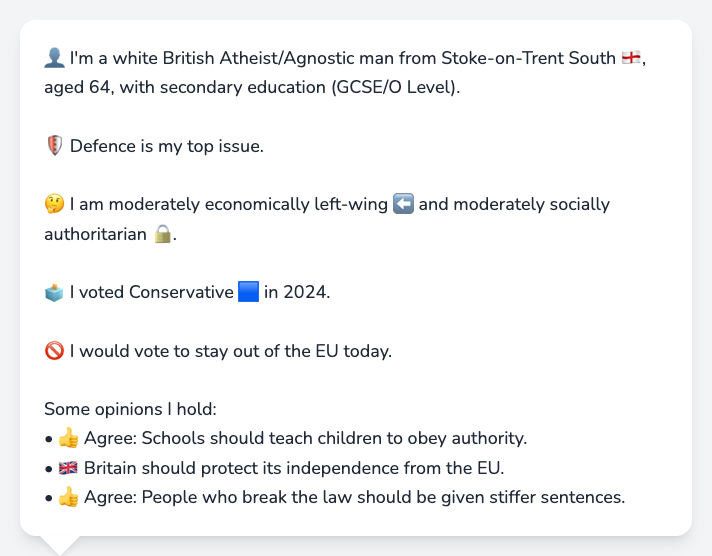 👤 I'm a white British Atheist/Agnostic man from Stoke-on-Trent South 🏴󠁧󠁢󠁥󠁮󠁧󠁿,
aged 64, with secondary education (GCSE/O Level).
🛡️ Defence is my top issue.
🤔 I am moderately economically left-wing ⬅️ and moderately socially
authoritarian 🔒.
🗳️ I voted Conservative 🟦 in 2024.
🚫 I would vote to stay out of the EU today.
Some opinions I hold:
• 👍 Agree: Schools should teach children to obey authority.
• 🇬🇧 Britain should protect its independence from the EU.
• 👍 Agree: People who break the law should be given stiffer sentences.